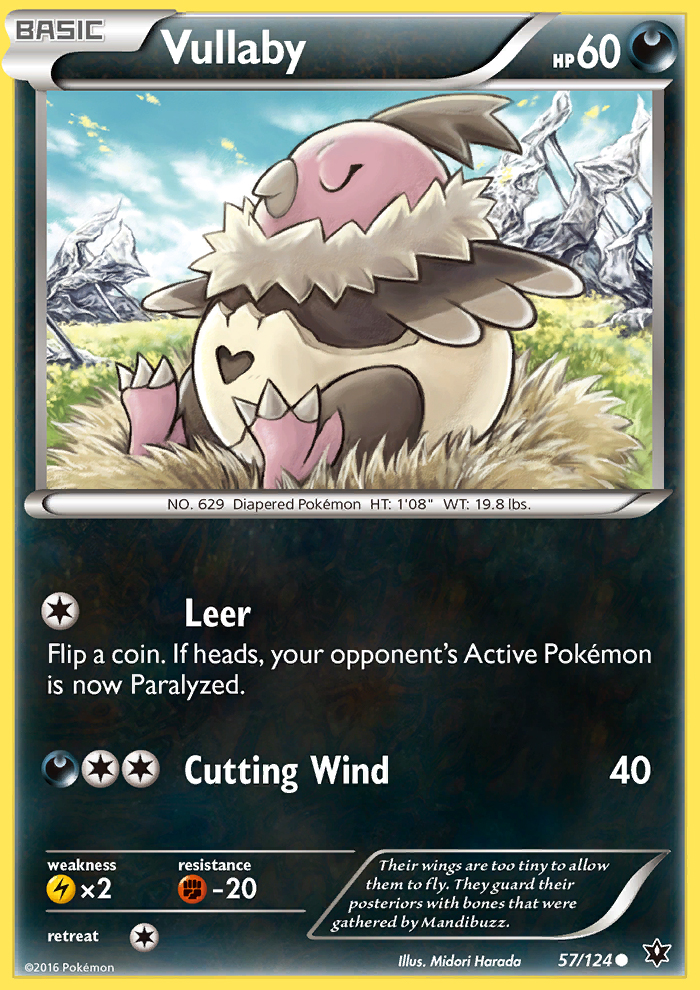 BASIC
Vullaby
HP60
NO. 629 Diapered Pokémon HT: 1'08" WT: 19.8 lbs.
Leer
Flip a coin. If heads, your opponent's Active Pokémon
is now Paralyzed.
Cutting Wind 40
weakness
×2
resistance
-20
retreat
Their wings are too tiny to allow
them to fly. They guard their
posteriors with bones that were
gathered by Mandibuzz.
©2016 Pokémon
Illus. Midori Harada
57/124